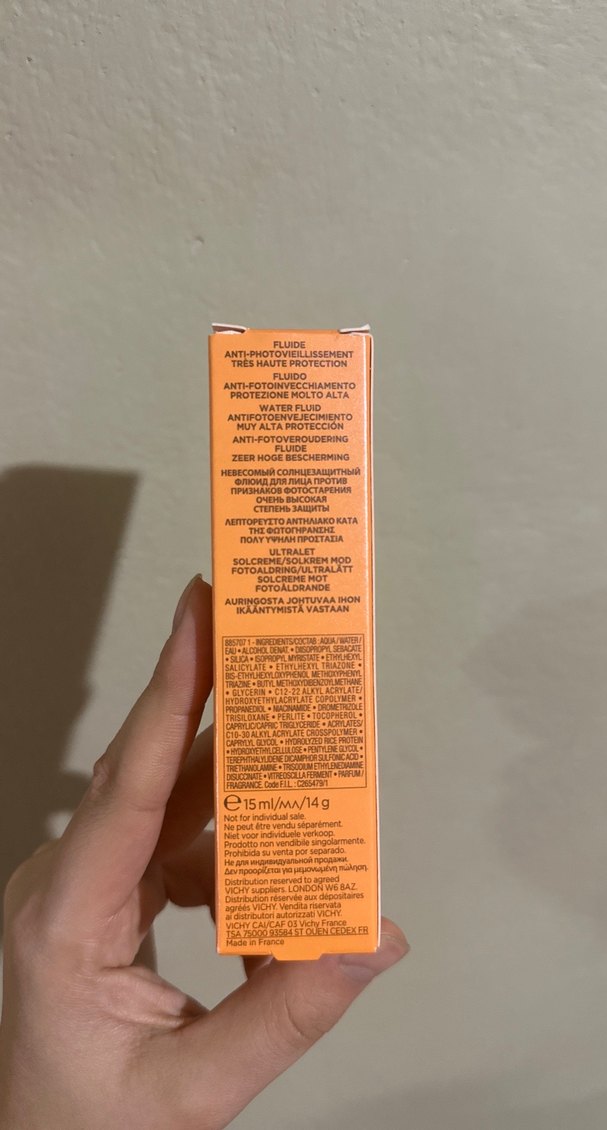 FLUIDE
ANTI-PHOTOVIEILLISSEMENT
TRÈS HAUTE PROTECTION
FLUIDO
ANTI-FOTOINVECCHIAMENTO
PROTEZIONE MOLTO ALTA
WATER FLUID
ANTIFOTOENVEJECIMIENTO
MUY ALTA PROTECCIÓN
ANTI-FOTOVEROUDERING
FLUIDE
ZEER HOGE BESCHERMING
НЕВЕСОМЫЙ СОЛНЦЕЗАЩИТНЫЙ
ФЛЮИД ДЛЯ ЛИЦА ПРОТИВ
ПРИЗНАКОВ ФОТОСТАРЕНИЯ
ОЧЕНЬ ВЫСОКАЯ
СТЕПЕНЬ ЗАЩИТЫ
ΛΕΠΤΟΡΕΥΣΤΟ ΑΝΤΗΛΙΑΚΟ ΚΑΤΑ
ΤΗΣ ΦΩΤΟΓΗΡΑΝΣΗΣ
ΠΟΛΥ ΥΨΗΛΗ ΠΡΟΣΤΑΣΙΑ
ULTRALET
SOLCREME/SOLKREM MOD
FOTOALDRING/ULTRALÄTT
SOLCREME MOT
FOTOÅLDRANDE
AURINGOSTA JOHTUVAA IHON
IKÄÄNTYMISTÄ VASTAAN
885707 1 - INGREDIENTS/СОСТАВ : AQUA / WATER /
EAU • ALCOHOL DENAT. • DIISOPROPYL SEBACATE
• SILICA • ISOPROPYL MYRISTATE • ETHYLHEXYL
SALICYLATE • ETHYLHEXYL TRIAZONE •
BIS-ETHYLHEXYLOXYPHENOL METHOXYPHENYL
TRIAZINE • BUTYL METHOXYDIBENZOYLMETHANE
• GLYCERIN • C12-22 ALKYL ACRYLATE/
HYDROXYETHYLACRYLATE COPOLYMER •
PROPANEDIOL • NIACINAMIDE • DROMETRIZOLE
TRISILOXANE • PERLITE • TOCOPHEROL •
CAPRYLIC/CAPRIC TRIGLYCERIDE • ACRYLATES/
C10-30 ALKYL ACRYLATE CROSSPOLYMER •
CAPRYLYL GLYCOL • HYDROLYZED RICE PROTEIN
• HYDROXYETHYLCELLULOSE • PENTYLENE GLYCOL •
TEREPHTHALYLIDENE DICAMPHOR SULFONIC ACID •
TRIETHANOLAMINE • TRISODIUM ETHYLENEDIAMINE
DISUCCINATE • VITREOSCILLA FERMENT • PARFUM /
FRAGRANCE. Code F.I.L. : C265479/1
℮ 15 ml/мл/14 g
Not for individual sale.
Ne peut être vendu séparément.
Niet voor individuele verkoop.
Prodotto non vendibile singolarmente.
Prohibida su venta por separado.
Не для индивидуальной продажи.
Δεν προορίζεται για μεμονωμένη πώληση.
Distribution reserved to agreed
VICHY suppliers. LONDON W6 8AZ.
Distribution réservée aux dépositaires
agréés VICHY. Vendita riservata
ai distributori autorizzati VICHY.
VICHY CAI/CAF 03 Vichy France
TSA 75000 93584 ST OUEN CEDEX FR
Made in France